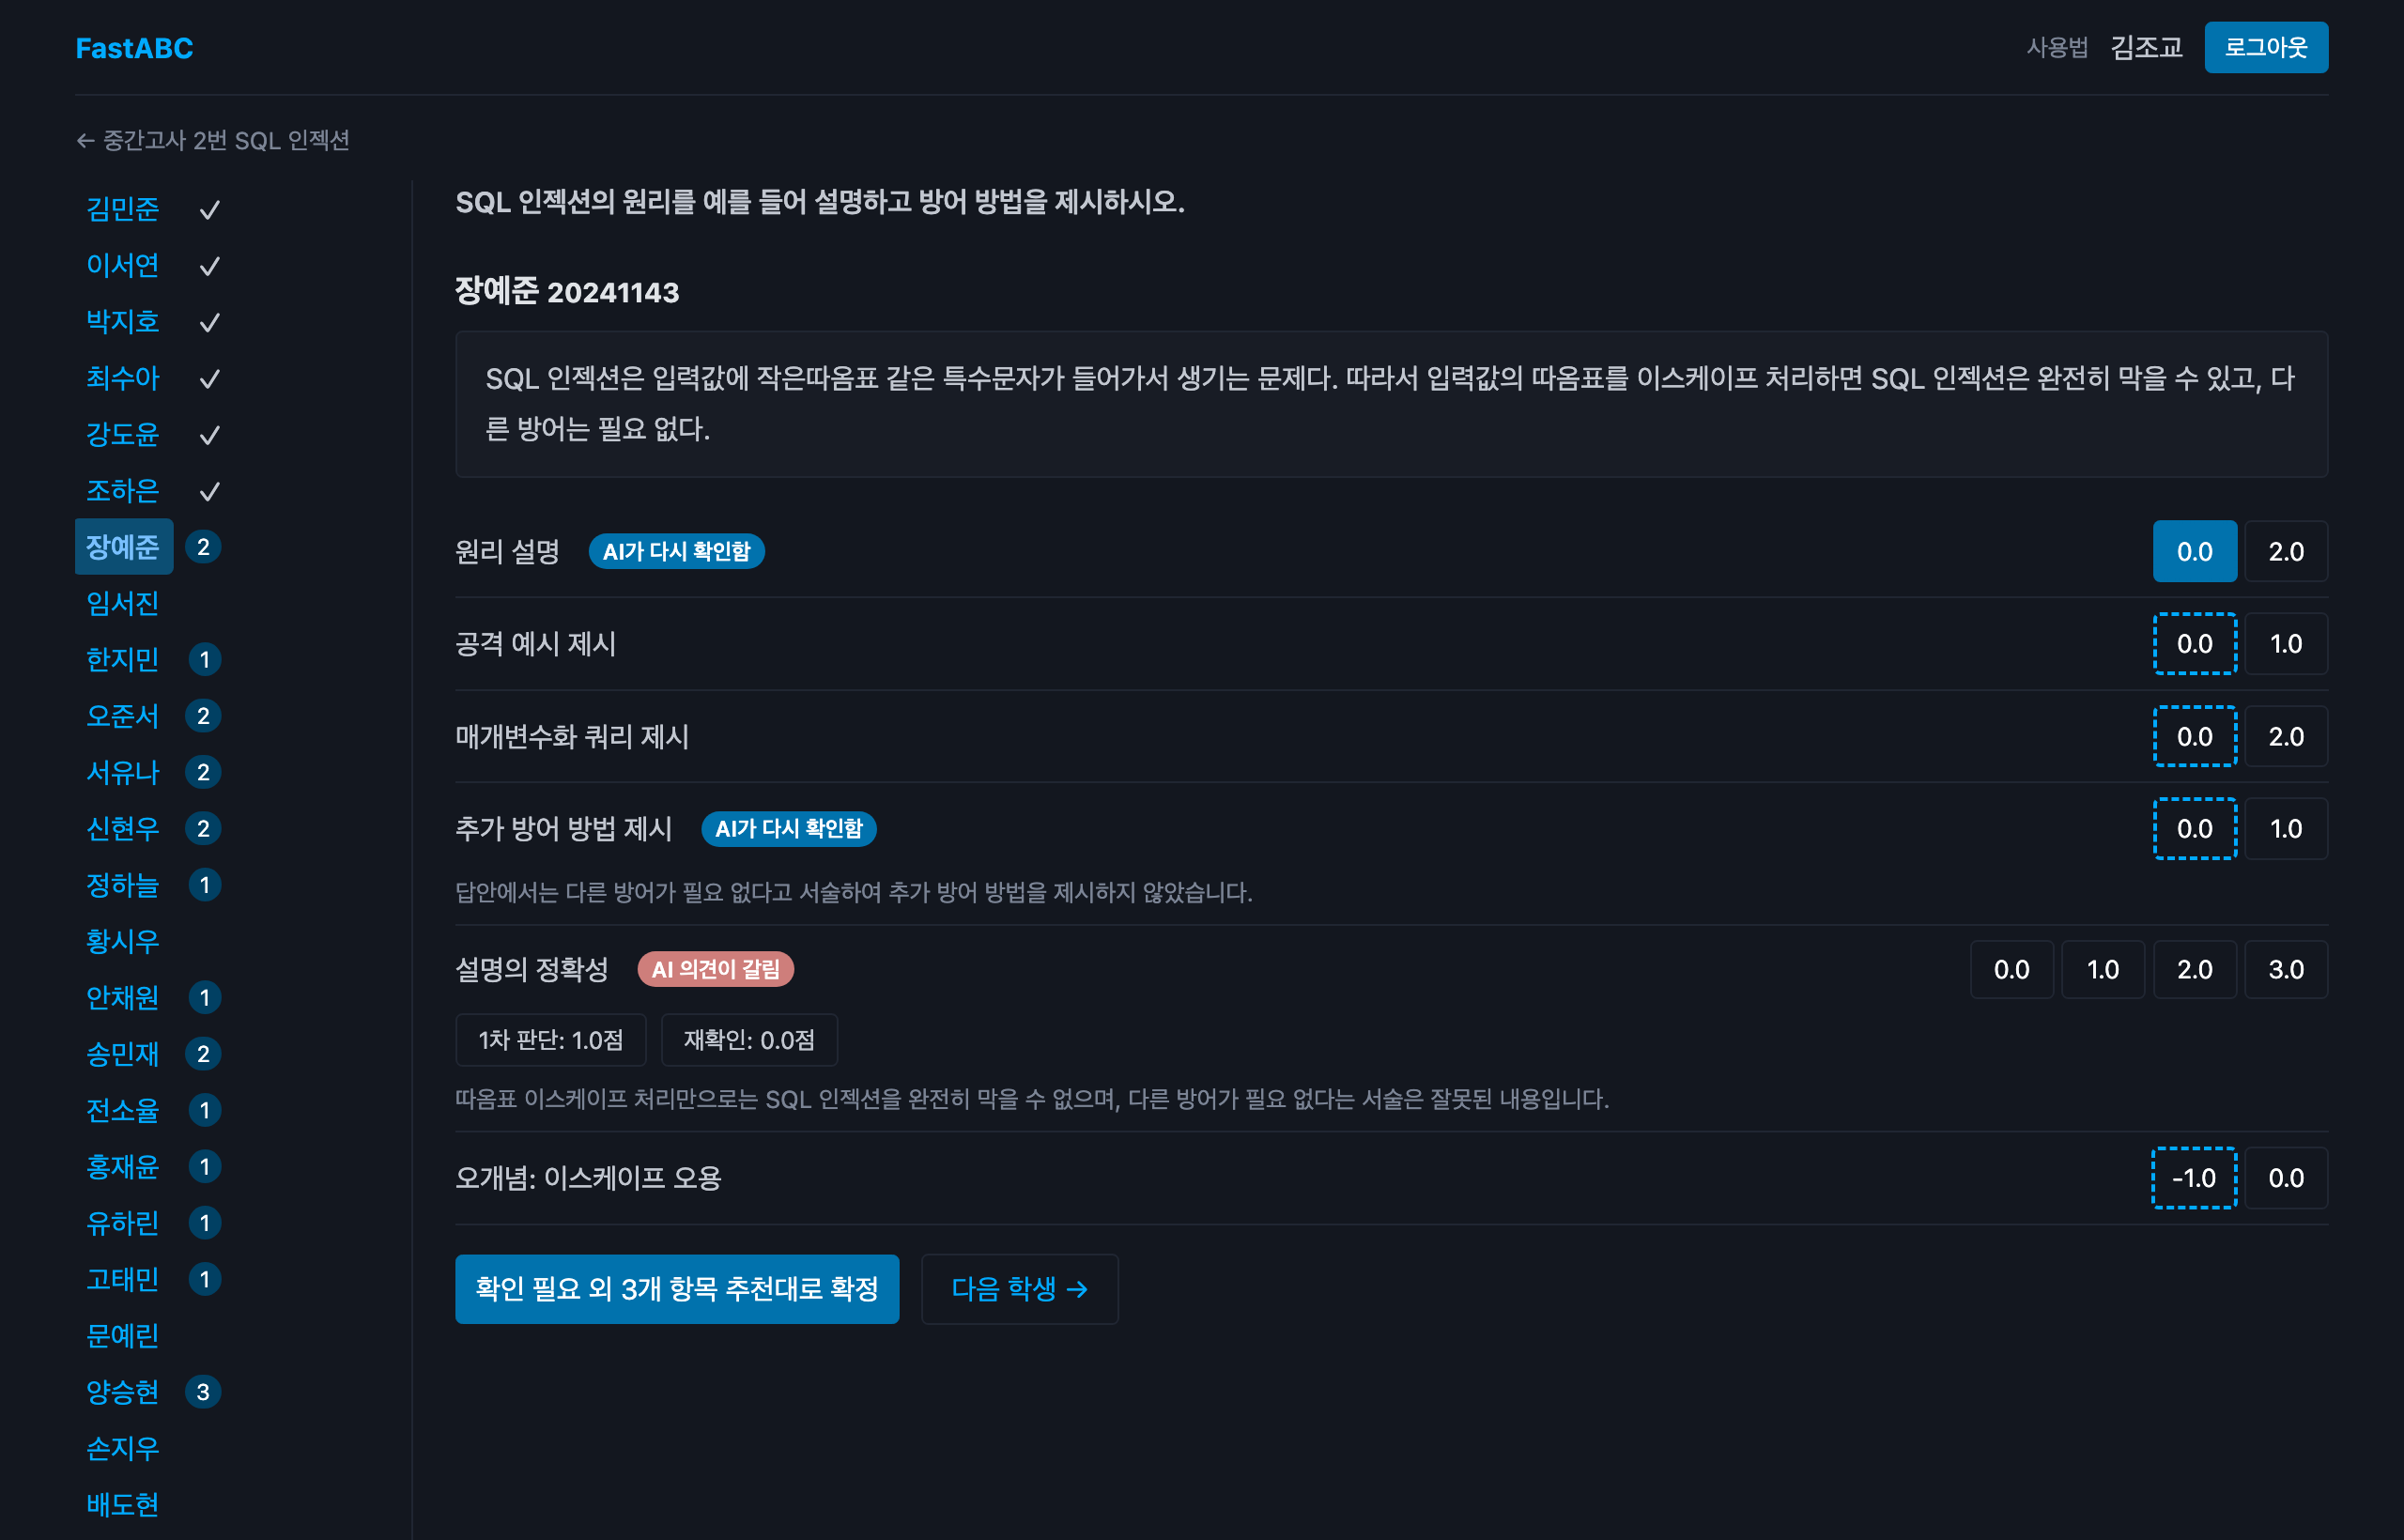 FastABC
사용법 김조교 로그아웃
← 중간고사 2번 SQL 인젝션
김민준 ✓
이서연 ✓
박지호 ✓
최수아 ✓
강도윤 ✓
조하은 ✓
장예준 2
임서진
한지민 1
오준서 2
서유나 2
신현우 2
정하늘 1
황시우
안채원 1
송민재 2
전소율 1
홍재윤 1
유하린 1
고태민 1
문예린
양승현 3
손지우
배도현
SQL 인젝션의 원리를 예를 들어 설명하고 방어 방법을 제시하시오.
장예준 20241143
SQL 인젝션은 입력값에 작은따옴표 같은 특수문자가 들어가서 생기는 문제다. 따라서 입력값의 따옴표를 이스케이프 처리하면 SQL 인젝션은 완전히 막을 수 있고, 다
른 방어는 필요 없다.
원리 설명 AI가 다시 확인함 0.0 2.0
공격 예시 제시 0.0 1.0
매개변수화 쿼리 제시 0.0 2.0
추가 방어 방법 제시 AI가 다시 확인함 0.0 1.0
답안에서는 다른 방어가 필요 없다고 서술하여 추가 방어 방법을 제시하지 않았습니다.
설명의 정확성 AI 의견이 갈림 0.0 1.0 2.0 3.0
1차 판단: 1.0점 재확인: 0.0점
따옴표 이스케이프 처리만으로는 SQL 인젝션을 완전히 막을 수 없으며, 다른 방어가 필요 없다는 서술은 잘못된 내용입니다.
오개념: 이스케이프 오용 -1.0 0.0
확인 필요 외 3개 항목 추천대로 확정 다음 학생 →